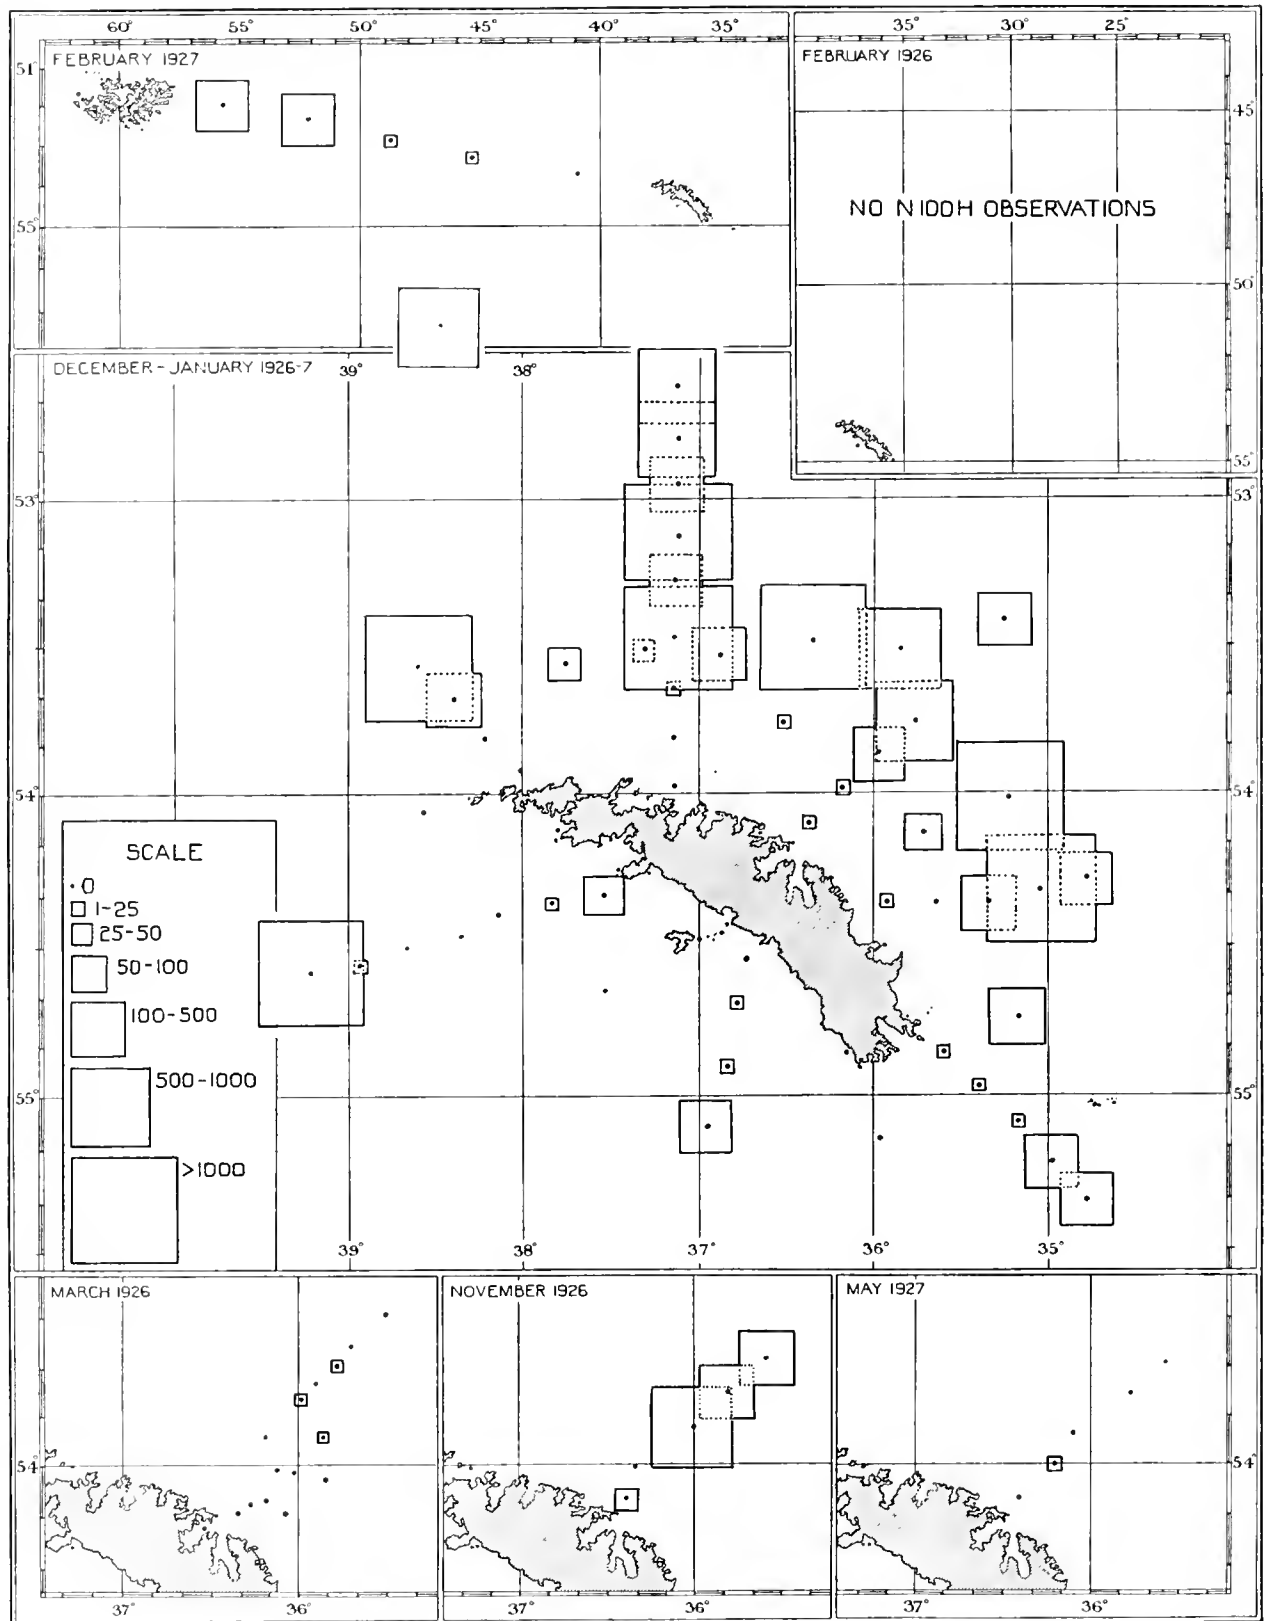 60° 55° 50° 45° 40° 35°
35° 30° 25°
FEBRUARY 1927
FEBRUARY 1926
51°
45°
NO N100H OBSERVATIONS
55°
50°
DECEMBER - JANUARY 1926-7
39° 38°
55°
53° 53°
54° 54°
SCALE
0
1-25
25-50
50-100
100-500
500-1000
>1000
55° 55°
39° 38° 37° 36° 35°
MARCH 1926
NOVEMBER 1926
MAY 1927
54° 54°
37° 36° 37° 36° 37° 36°